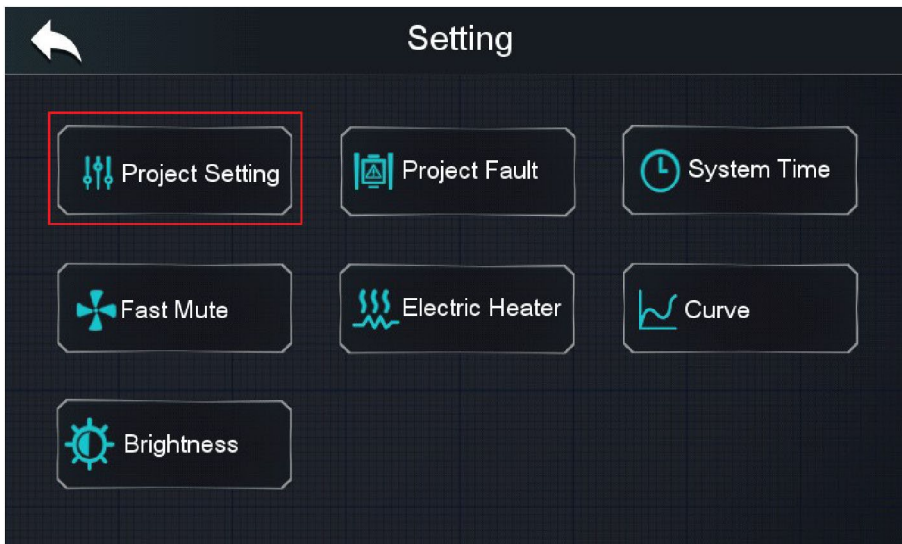 Setting
Project Setting
Project Fault
System Time
Fast Mute
Electric Heater
Curve
Brightness